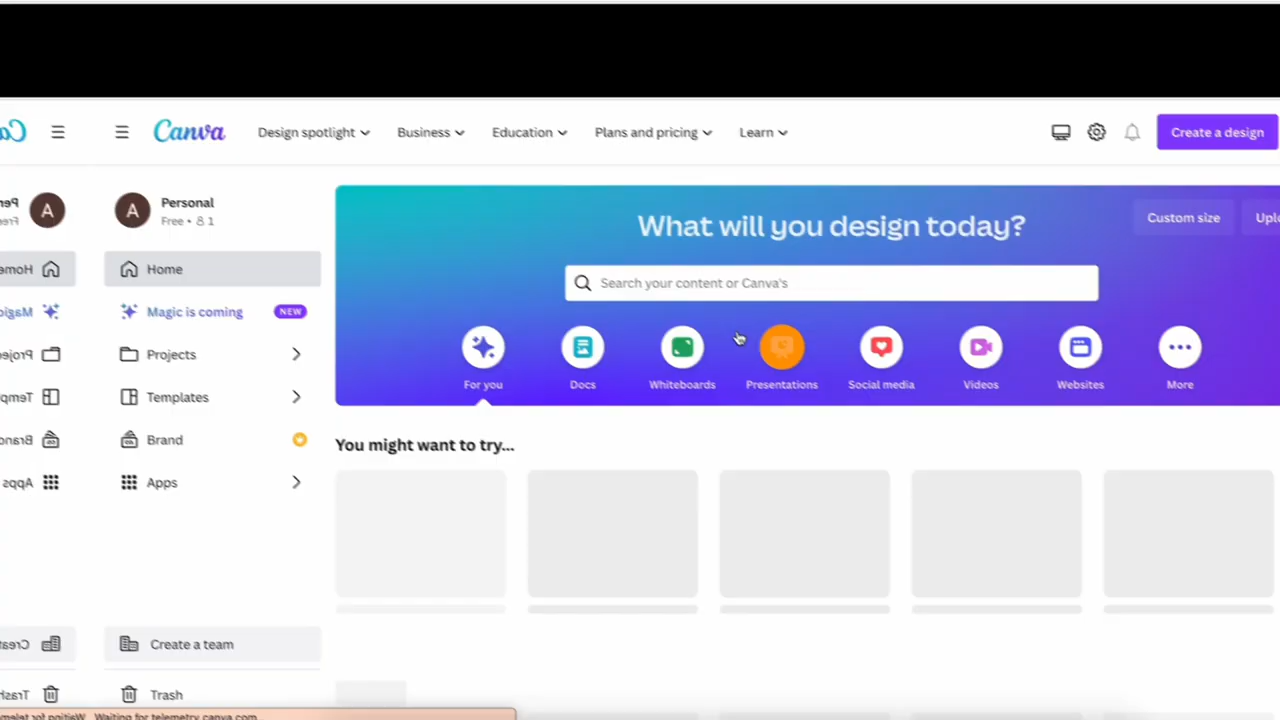 Canva
Design spotlight
Business
Education
Plans and pricing
Learn
Create a design
A
A
Personal
Free • 1
Home
Magic is coming
NEW
Projects
Templates
Brand
Apps
Create a team
Trash
What will you design today?
Custom size
Uplo
Search your content or Canva's
For you
Docs
Whiteboards
Presentations
Social media
Videos
Websites
More
You might want to try...
Waiting for telemetry.canva.com...